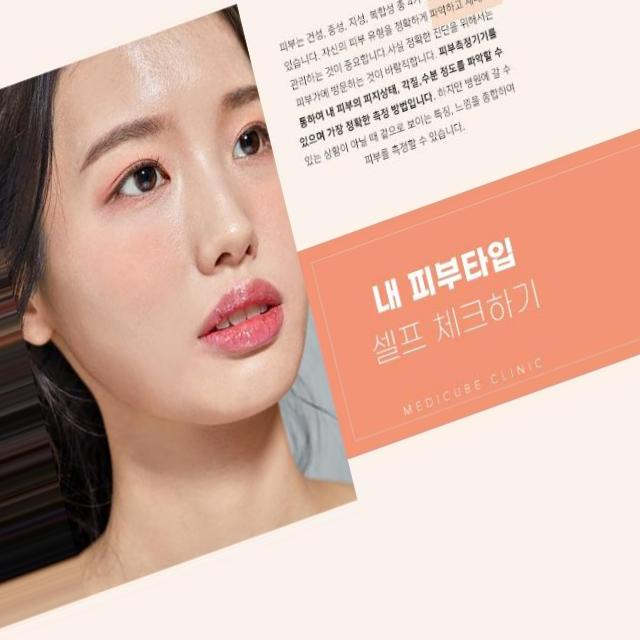 피부는 건성, 중성, 지성, 복합성 총 4가
있습니다. 자신의 피부 유형을 정확하게 파악하고
관리하는 것이 중요합니다.사실 정확한 진단을 위해서는
피부과에 방문하는 것이 바람직합니다. 피부측정기기를
통하여 내 피부의 피지상태, 각질,수분 정도를 파악할 수
있으며 가장 정확한 측정 방법입니다. 하지만 병원에 갈 수
있는 상황이 아닐 때 겉으로 보이는 특징, 느낌을 종합하여
피부를 측정할 수 있습니다.
내 피부타입
셀프 체크하기
MEDICUBE CLINIC